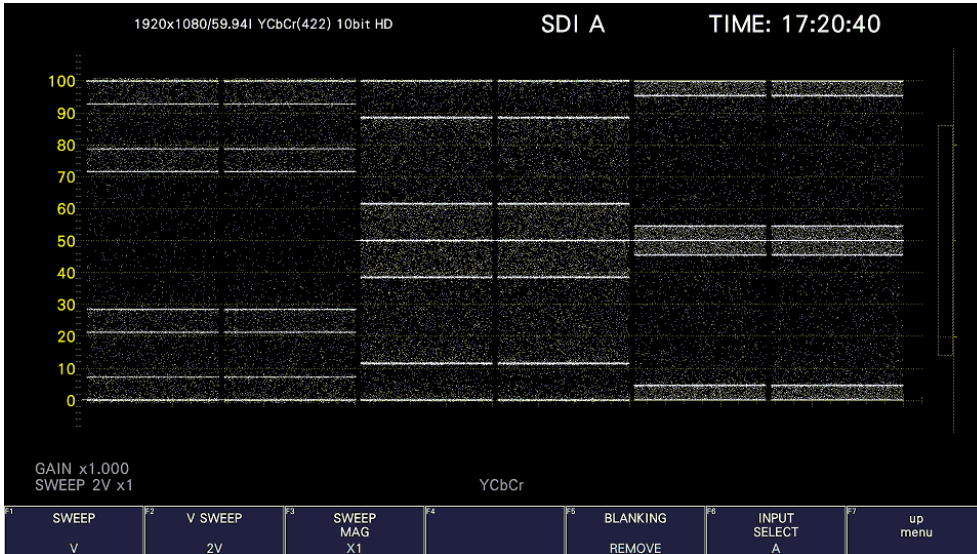 1920x1080/59.94I YCbCr(422) 10bit HD
SDI A
TIME: 17:20:40
100
90
80
70
60
50
40
30
20
10
0
GAIN x1.000
SWEEP 2V x1
YCbCr
F1 SWEEP V
F2 V SWEEP 2V
F3 SWEEP MAG X1
F4
F5 BLANKING REMOVE
F6 INPUT SELECT A
F7 up menu